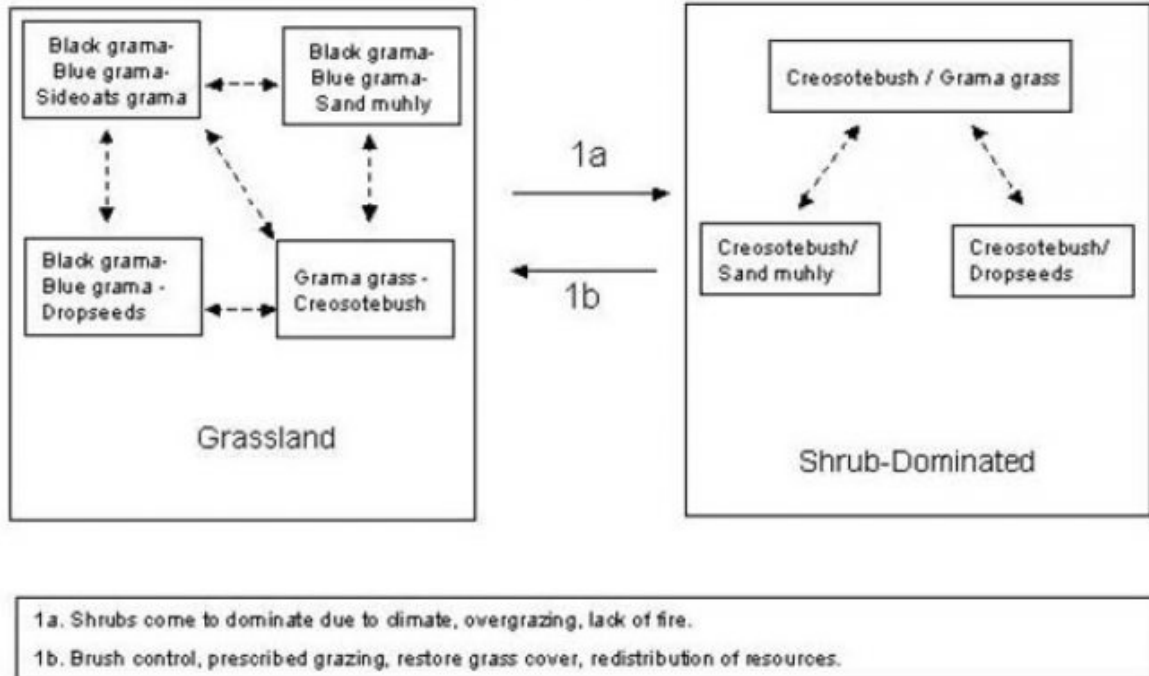 Black grama-
Blue grama-
Sideoats grama
Black grama-
Blue grama-
Sand muhly
Black grama-
Blue grama -
Dropseeds
Grama grass -
Creosotebush
Grassland
1a
1b
Creosotebush / Grama grass
Creosotebush/
Sand muhly
Creosotebush/
Dropseeds
Shrub-Dominated
1a. Shrubs come to dominate due to climate, overgrazing, lack of fire.
1b. Brush control, prescribed grazing, restore grass cover, redistribution of resources.